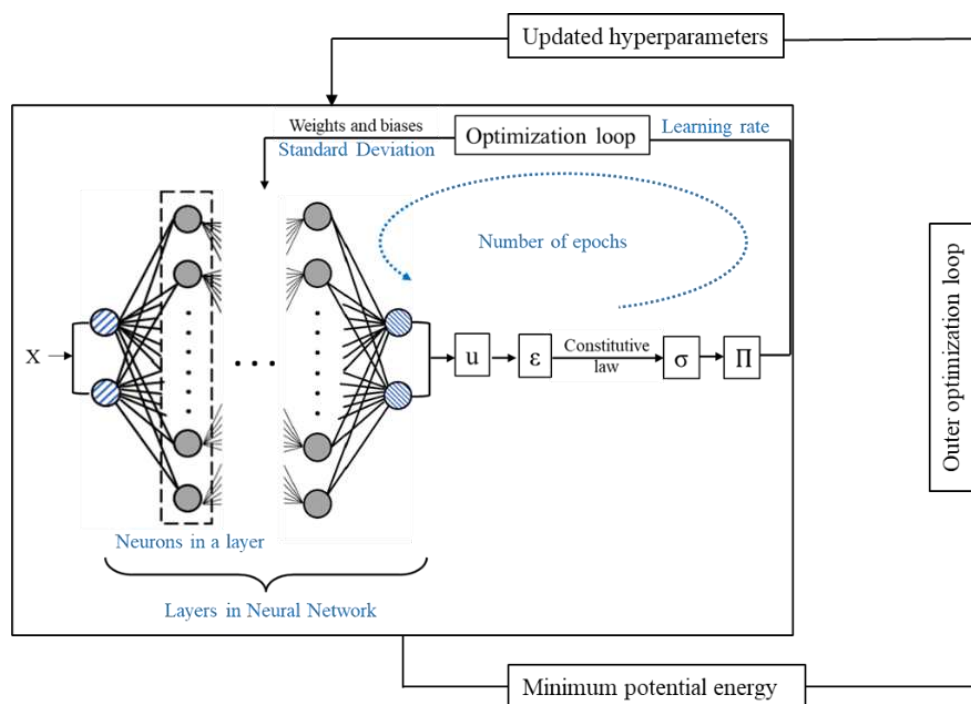 Updated hyperparameters
Weights and biases
Standard Deviation
Optimization loop
Learning rate
Number of epochs
X
u
ε
Constitutive
law
σ
Π
Outer optimization loop
Neurons in a layer
Layers in Neural Network
Minimum potential energy